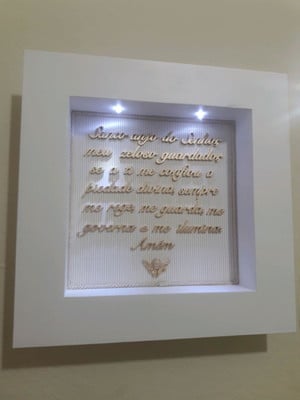 Santo anjo do Senhor,
meu zeloso guardador,
se a ti me confiou a
piedade divina, sempre
me rege, me guarda, me
governa e me ilumina.
Amém